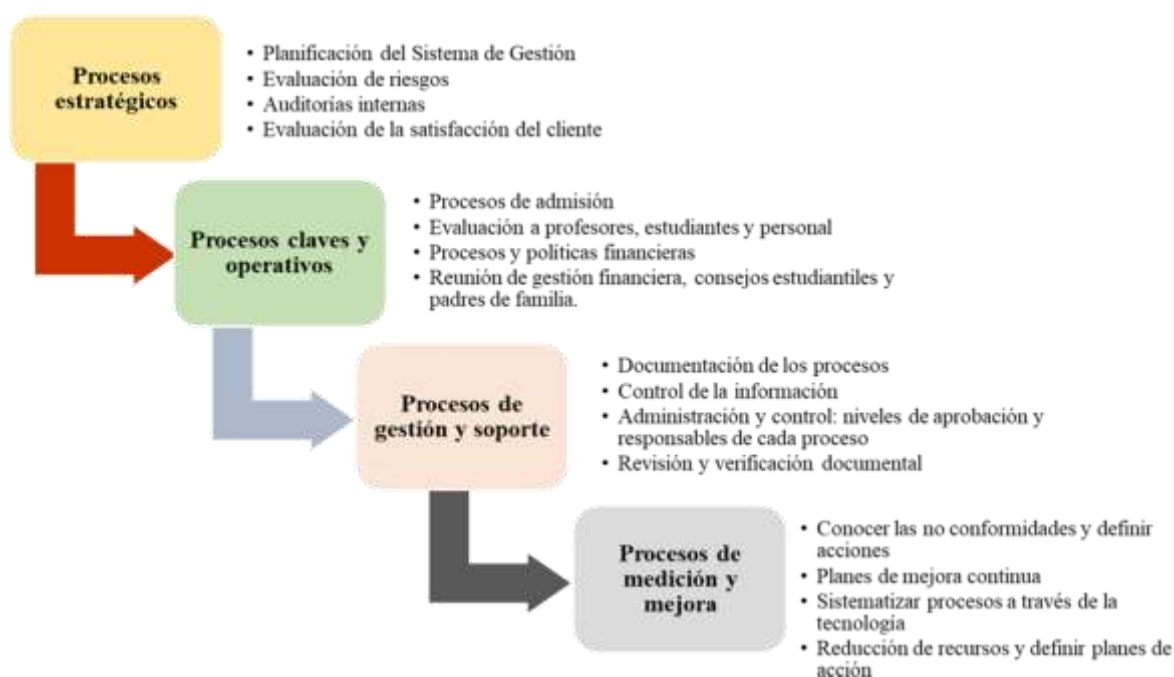 Procesos
estratégicos
• Planificación del Sistema de Gestión
• Evaluación de riesgos
• Auditorías internas
• Evaluación de la satisfacción del cliente
Procesos claves y
operativos
• Procesos de admisión
• Evaluación a profesores, estudiantes y personal
• Procesos y políticas financieras
• Reunión de gestión financiera, consejos estudiantiles y
padres de familia.
Procesos de
gestión y soporte
• Documentación de los procesos
• Control de la información
• Administración y control: niveles de aprobación y
responsables de cada proceso
• Revisión y verificación documental
Procesos de
medición y
mejora
• Conocer las no conformidades y definir
acciones
• Planes de mejora continua
• Sistematizar procesos a través de la
tecnología
• Reducción de recursos y definir planes de
acción